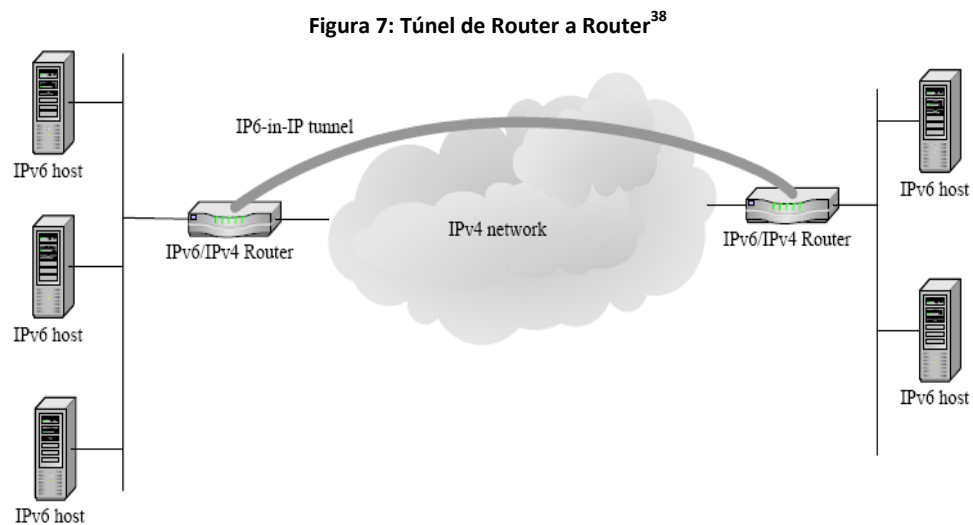 Figura 7: Túnel de Router a Router38
IPv6 host
IP6-in-IP tunnel
IPv6 host
IPv6/IPv4 Router
IPv4 network
IPv6/IPv4 Router
IPv6 host
IPv6 host
IPv6 host